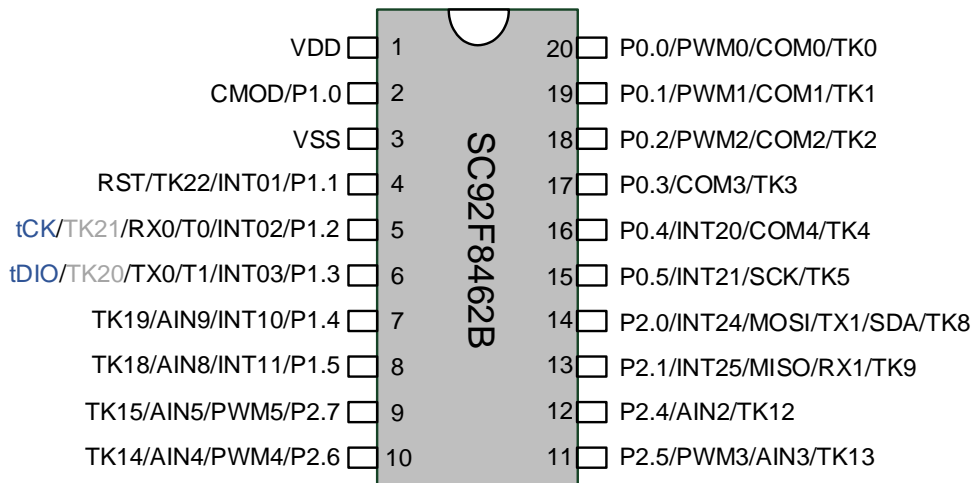 VDD 1 20 P0.0/PWM0/COM0/TK0
CMOD/P1.0 2 19 P0.1/PWM1/COM1/TK1
VSS 3 18 P0.2/PWM2/COM2/TK2
RST/TK22/INT01/P1.1 4 17 P0.3/COM3/TK3
tCK/TK21/RX0/T0/INT02/P1.2 5 16 P0.4/INT20/COM4/TK4
tDIO/TK20/TX0/T1/INT03/P1.3 6 15 P0.5/INT21/SCK/TK5
TK19/AIN9/INT10/P1.4 7 14 P2.0/INT24/MOSI/TX1/SDA/TK8
TK18/AIN8/INT11/P1.5 8 13 P2.1/INT25/MISO/RX1/TK9
TK15/AIN5/PWM5/P2.7 9 12 P2.4/AIN2/TK12
TK14/AIN4/PWM4/P2.6 10 11 P2.5/PWM3/AIN3/TK13
SC92F8462B